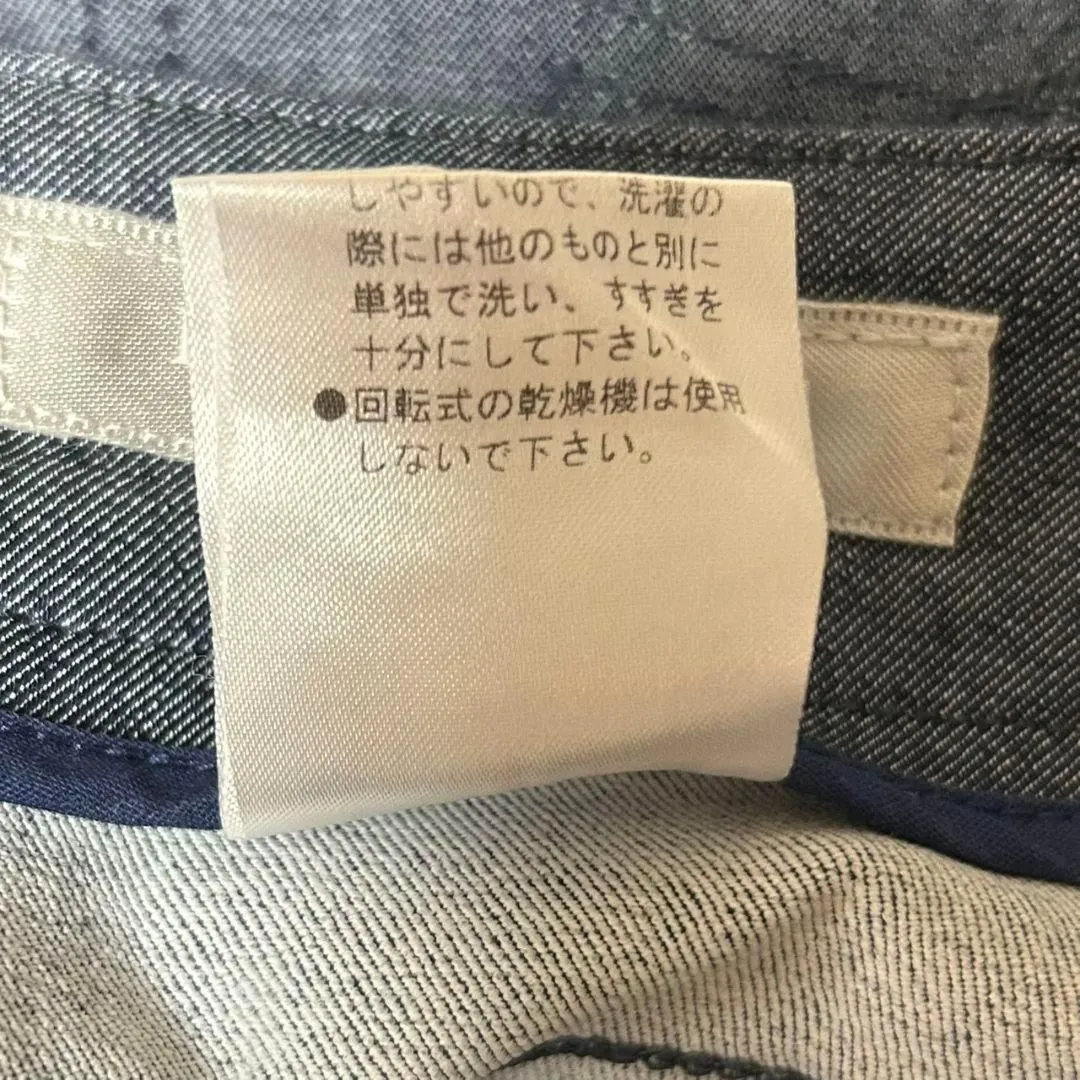 しやすいので、洗濯の
際には他のものと別に
単独で洗い、すすぎを
十分にして下さい。
●回転式の乾燥機は使用
しないで下さい。